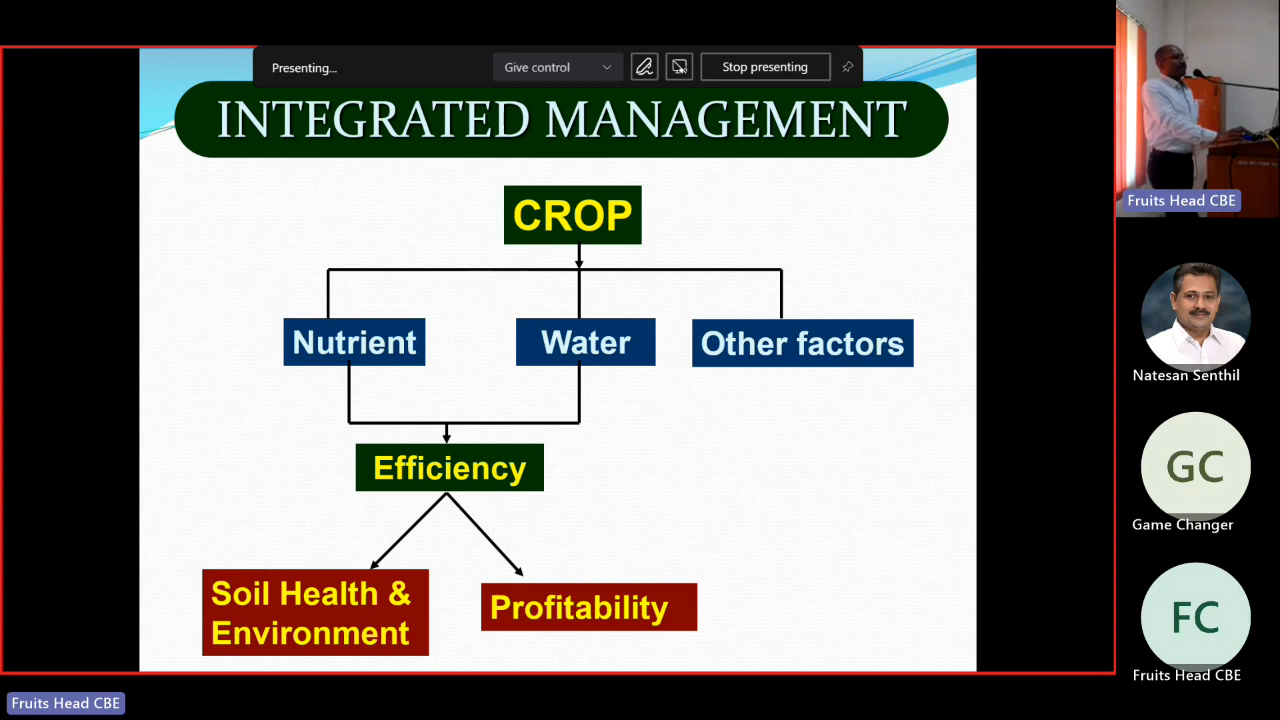 Presenting...
Give control
Stop presenting
INTEGRATED MANAGEMENT
CROP
Nutrient
Water
Other factors
Efficiency
Soil Health &
Environment
Profitability
Fruits Head CBE
Natesan Senthil
GC
Game Changer
FC
Fruits Head CBE
Fruits Head CBE